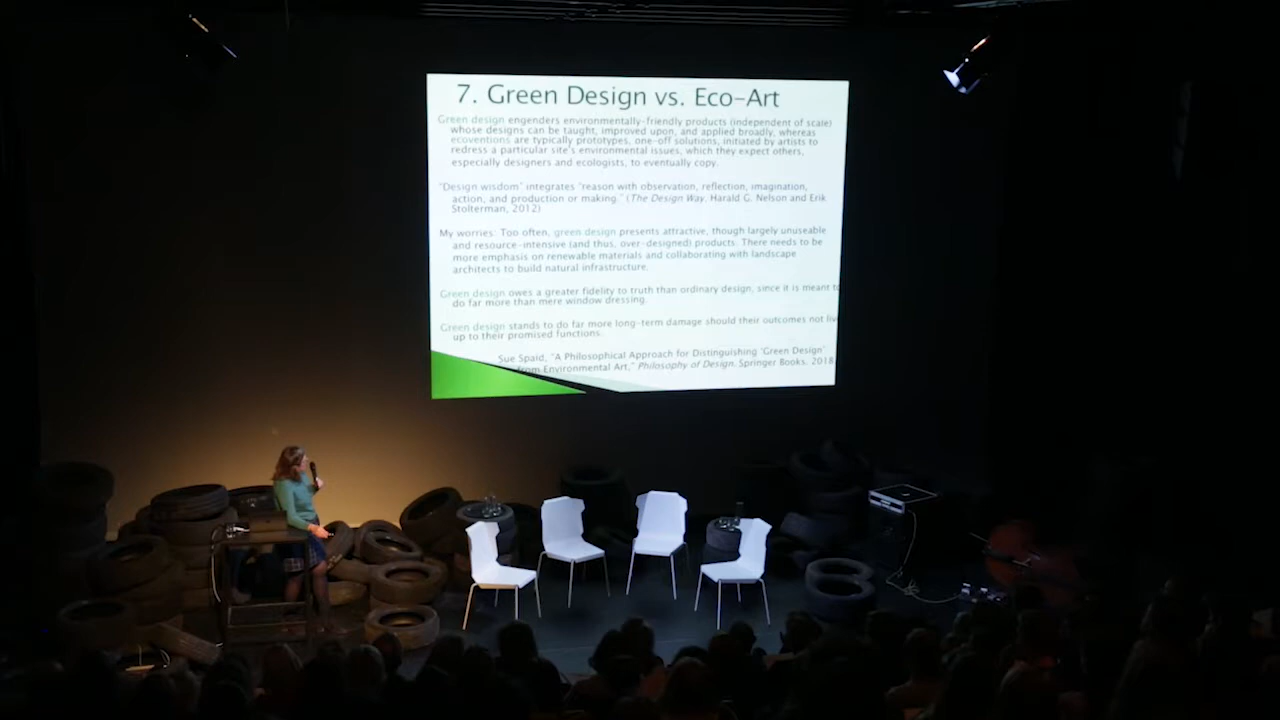 7. Green Design vs. Eco-Art
Green design engenders environmentally-friendly products (independent of scale)
whose designs can be taught, improved upon, and applied broadly, whereas
ecoventions are typically prototypes, one-off solutions, initiated by artists to
redress a particular site's environmental issues, which they expect others,
especially designers and ecologists, to eventually copy.
"Design wisdom" integrates "reason with observation, reflection, imagination,
action, and production or making." (The Design Way, Harald G. Nelson and Erik
Stolterman, 2012)
My worries: Too often, green design presents attractive, though largely unuseable
and resource-intensive (and thus, over-designed) products. There needs to be
more emphasis on renewable materials and collaborating with landscape
architects to build natural infrastructure.
Green design owes a greater fidelity to truth than ordinary design, since it is meant to
do far more than mere window dressing.
Green design stands to do far more long-term damage should their outcomes not liv
up to their promised functions.
Sue Spaid, "A Philosophical Approach for Distinguishing 'Green Design'
from Environmental Art," Philosophy of Design. Springer Books. 2018